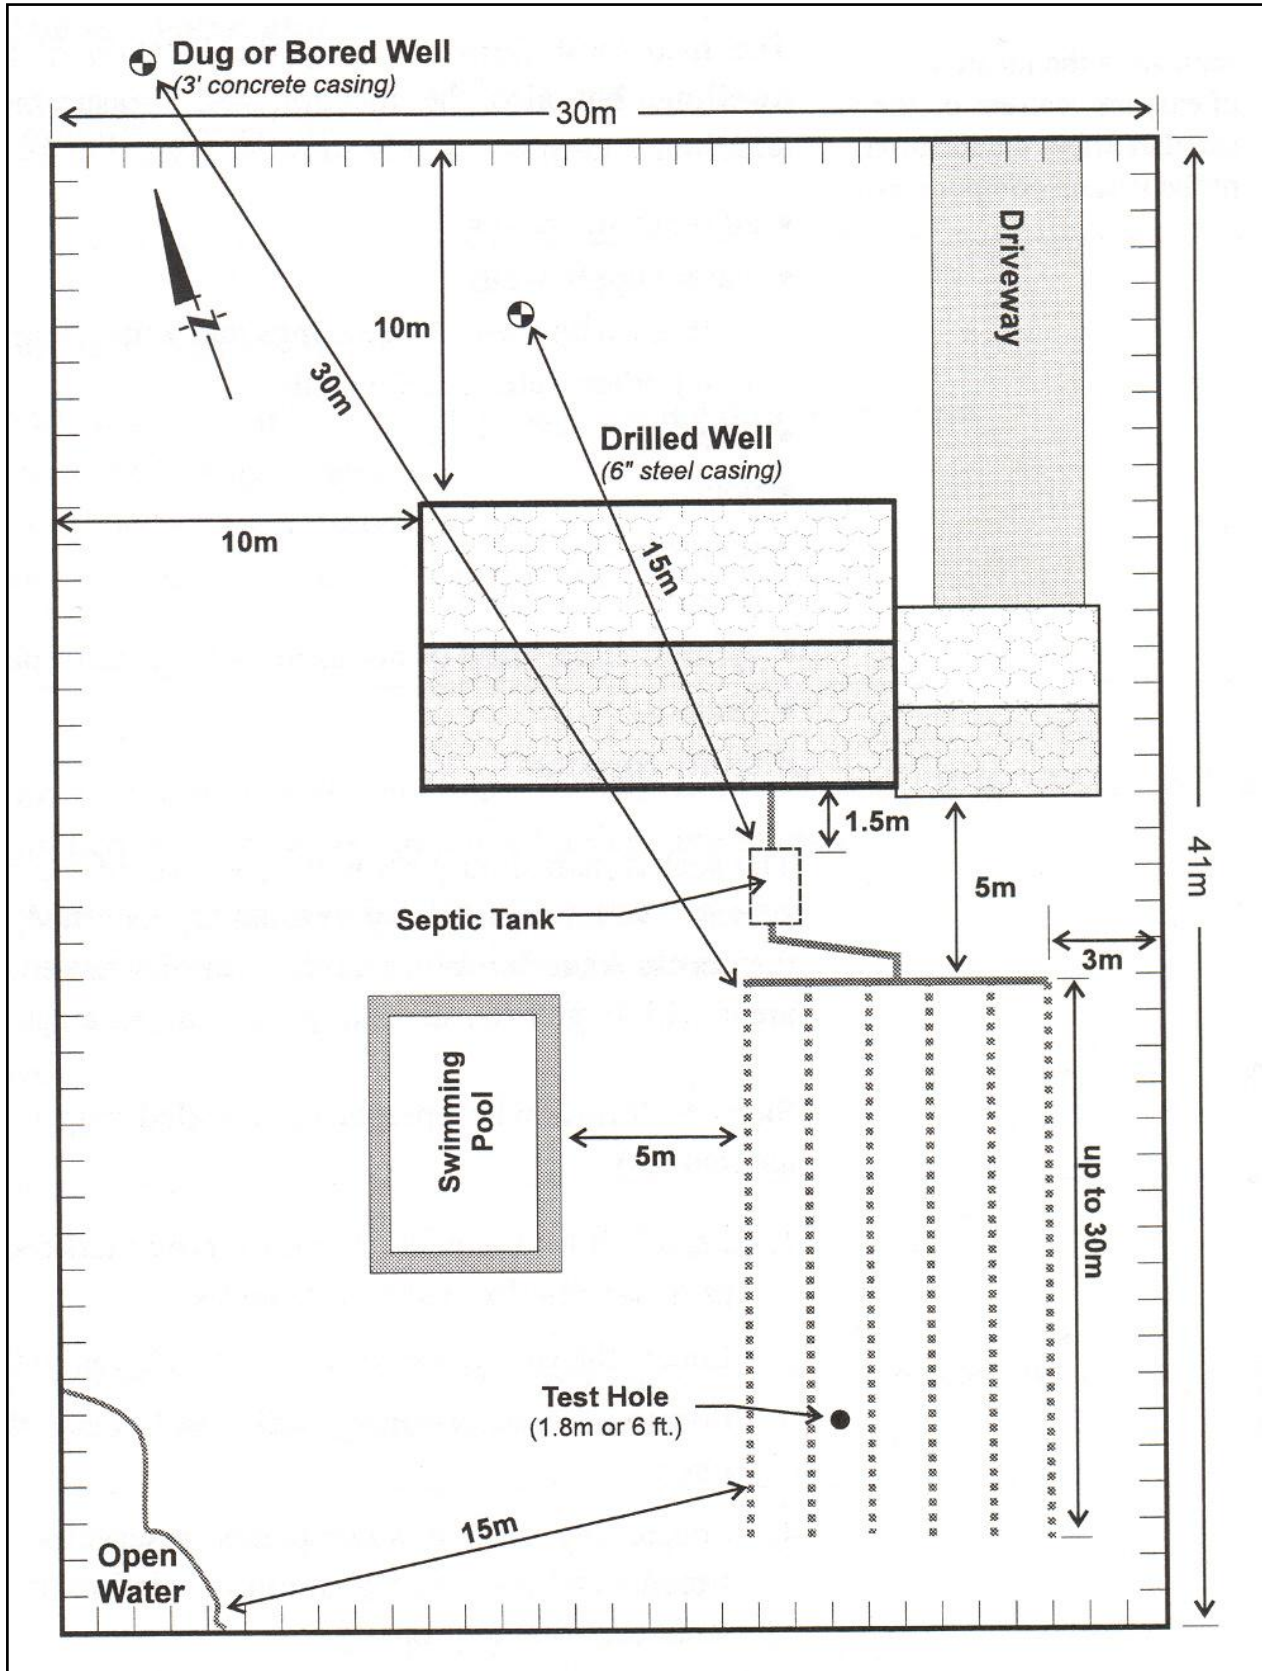 Dug or Bored Well
(3' concrete casing)
30m
Driveway
10m
30m
N
Drilled Well
(6" steel casing)
10m
15m
1.5m
41m
5m
Septic Tank
3m
Swimming
Pool
5m
up to 30m
Test Hole
(1.8m or 6 ft.)
15m
Open
Water